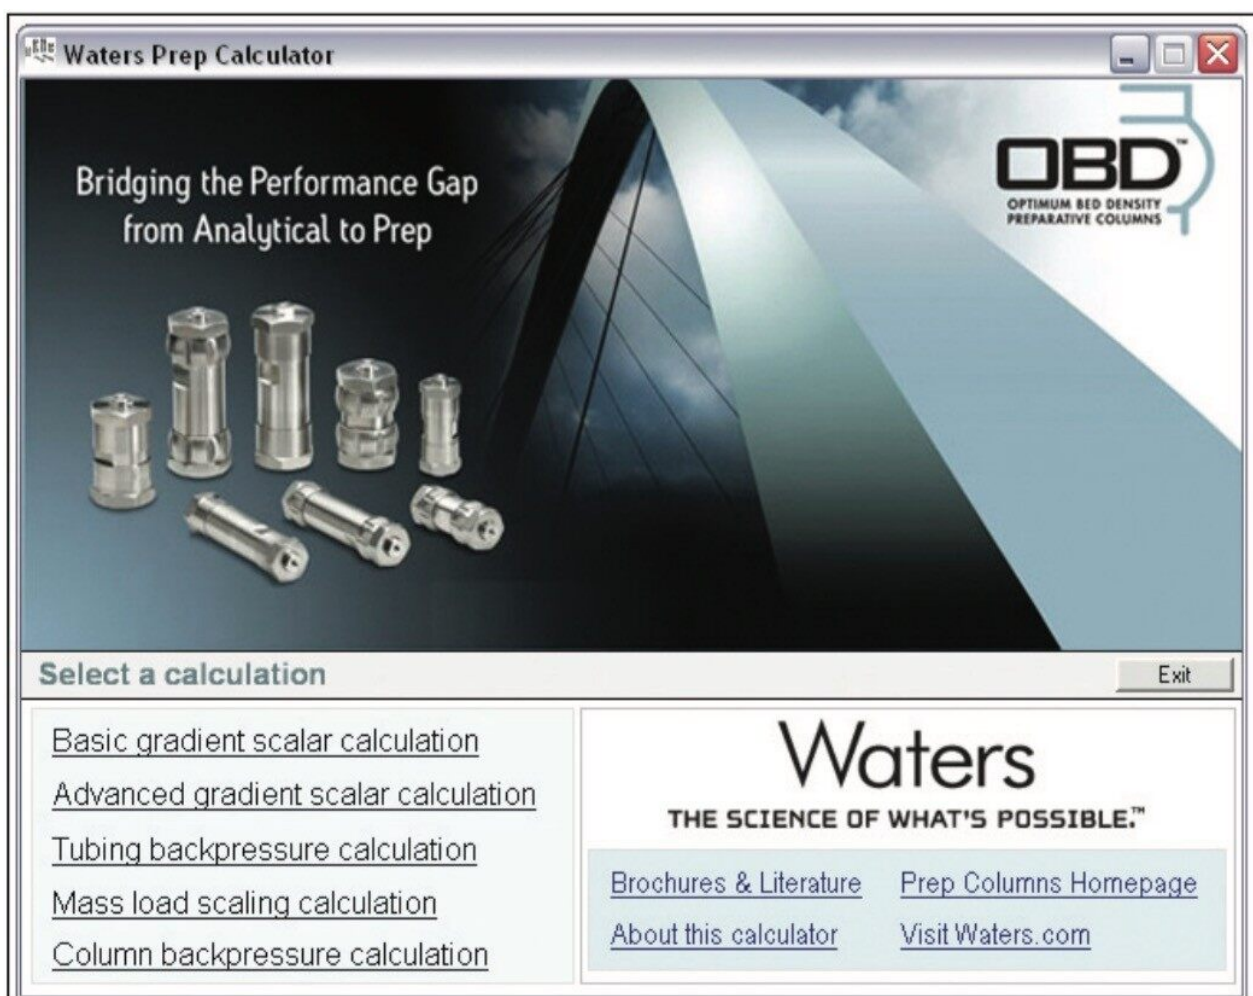 Waters Prep Calculator
Bridging the Performance Gap
from Analytical to Prep
OBD™
OPTIMUM BED DENSITY
PREPARATIVE COLUMNS
Select a calculation
Exit
Basic gradient scalar calculation
Advanced gradient scalar calculation
Tubing backpressure calculation
Mass load scaling calculation
Column backpressure calculation
Waters
THE SCIENCE OF WHAT'S POSSIBLE.™
Brochures & Literature
Prep Columns Homepage
About this calculator
Visit Waters.com